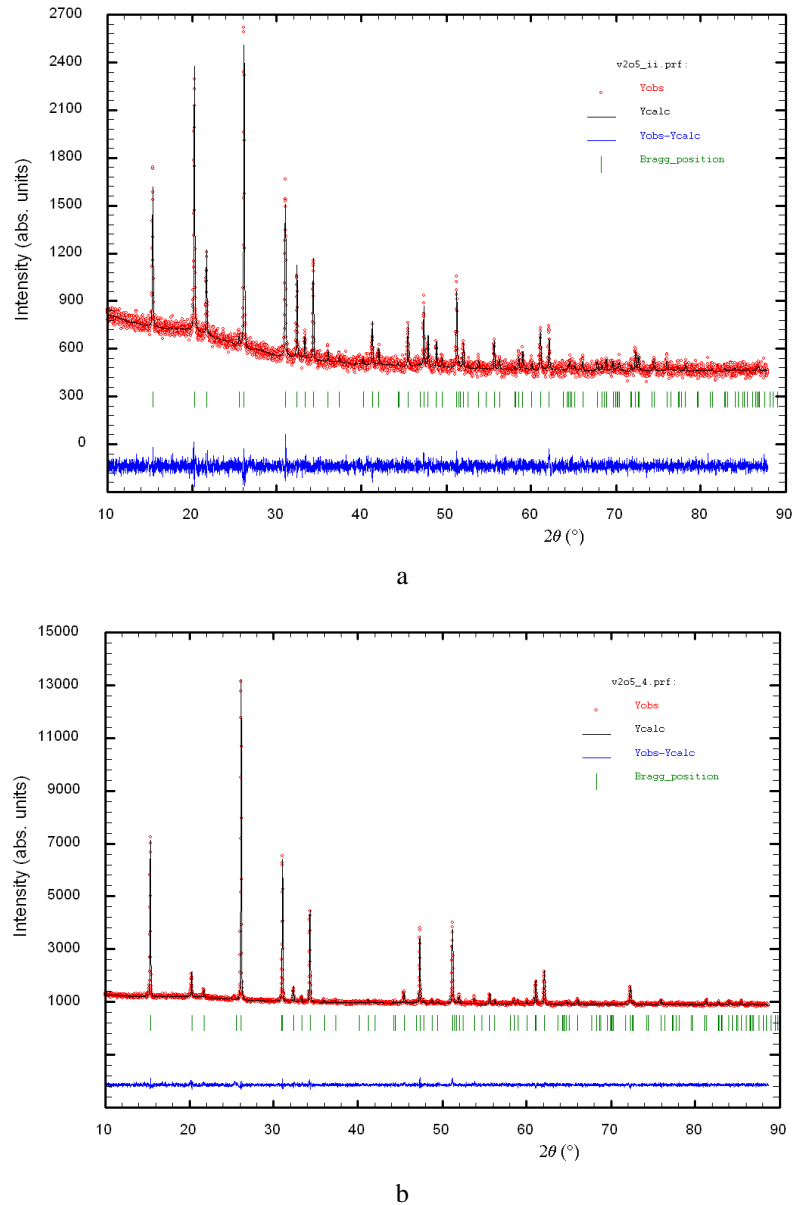 2700
2400
2100
1800
1500
1200
900
600
300
0
Intensity (abs. units)
v2o5_ii.prf:
Yobs
Ycalc
Yobs-Ycalc
Bragg_position
10 20 30 40 50 60 70 80 90
2θ (°)
a
15000
13000
11000
9000
7000
5000
3000
1000
Intensity (abs. units)
v2o5_4.prf:
Yobs
Ycalc
Yobs-Ycalc
Bragg_position
10 20 30 40 50 60 70 80 90
2θ (°)
b